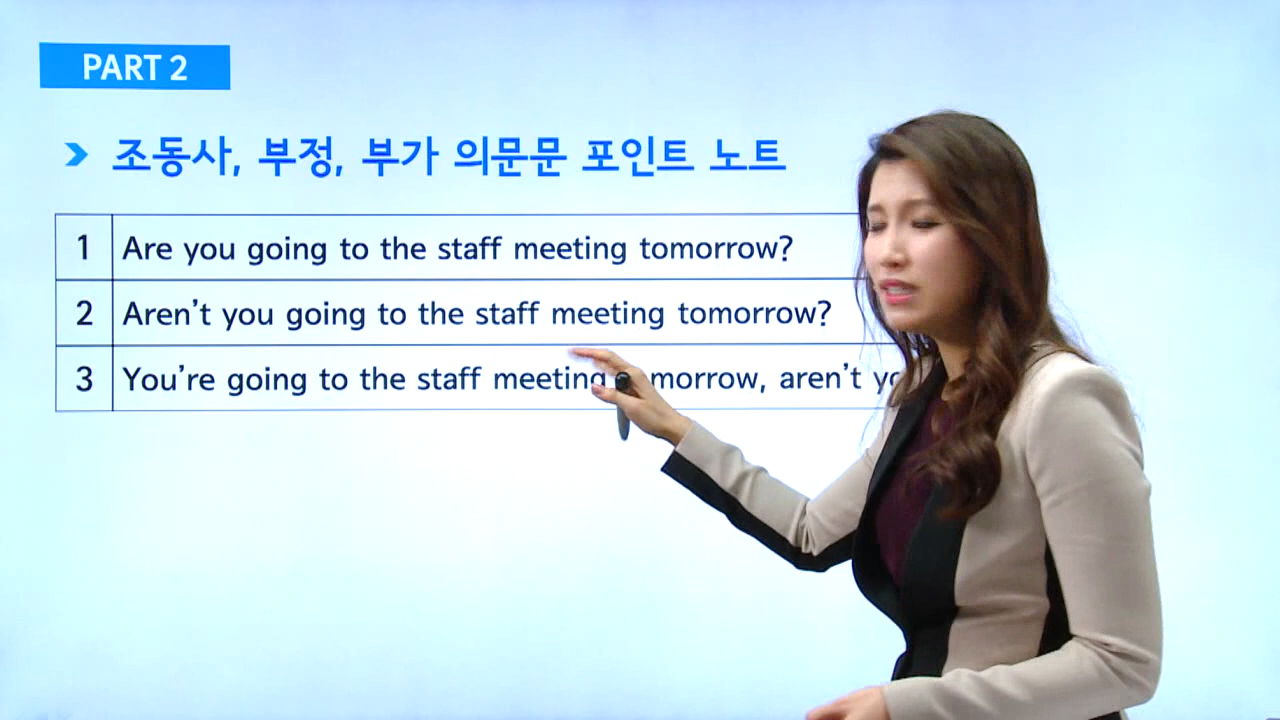 PART 2
조동사, 부정, 부가 의문문 포인트 노트
1 Are you going to the staff meeting tomorrow?
2 Aren't you going to the staff meeting tomorrow?
3 You're going to the staff meeting morrow, aren't